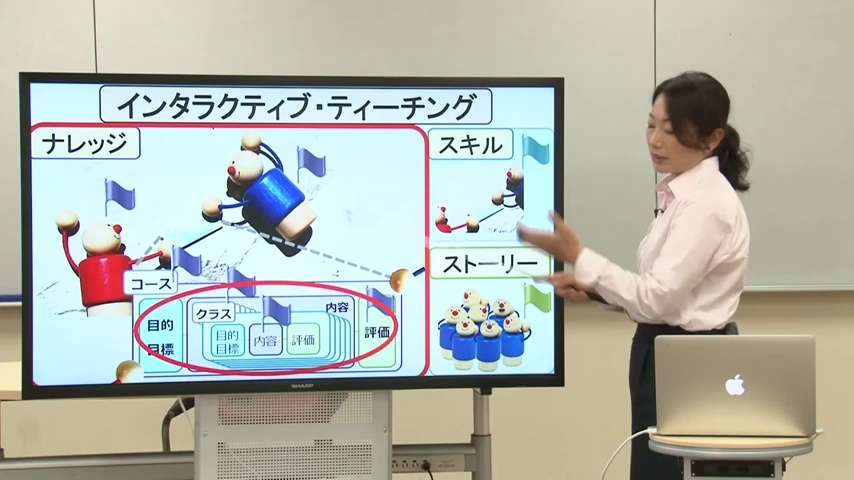 インタラクティブ・ティーチング
ナレッジ
スキル
ストーリー
コース
クラス
内容
目的
目標
目的
目標
内容
評価
評価
SHARP